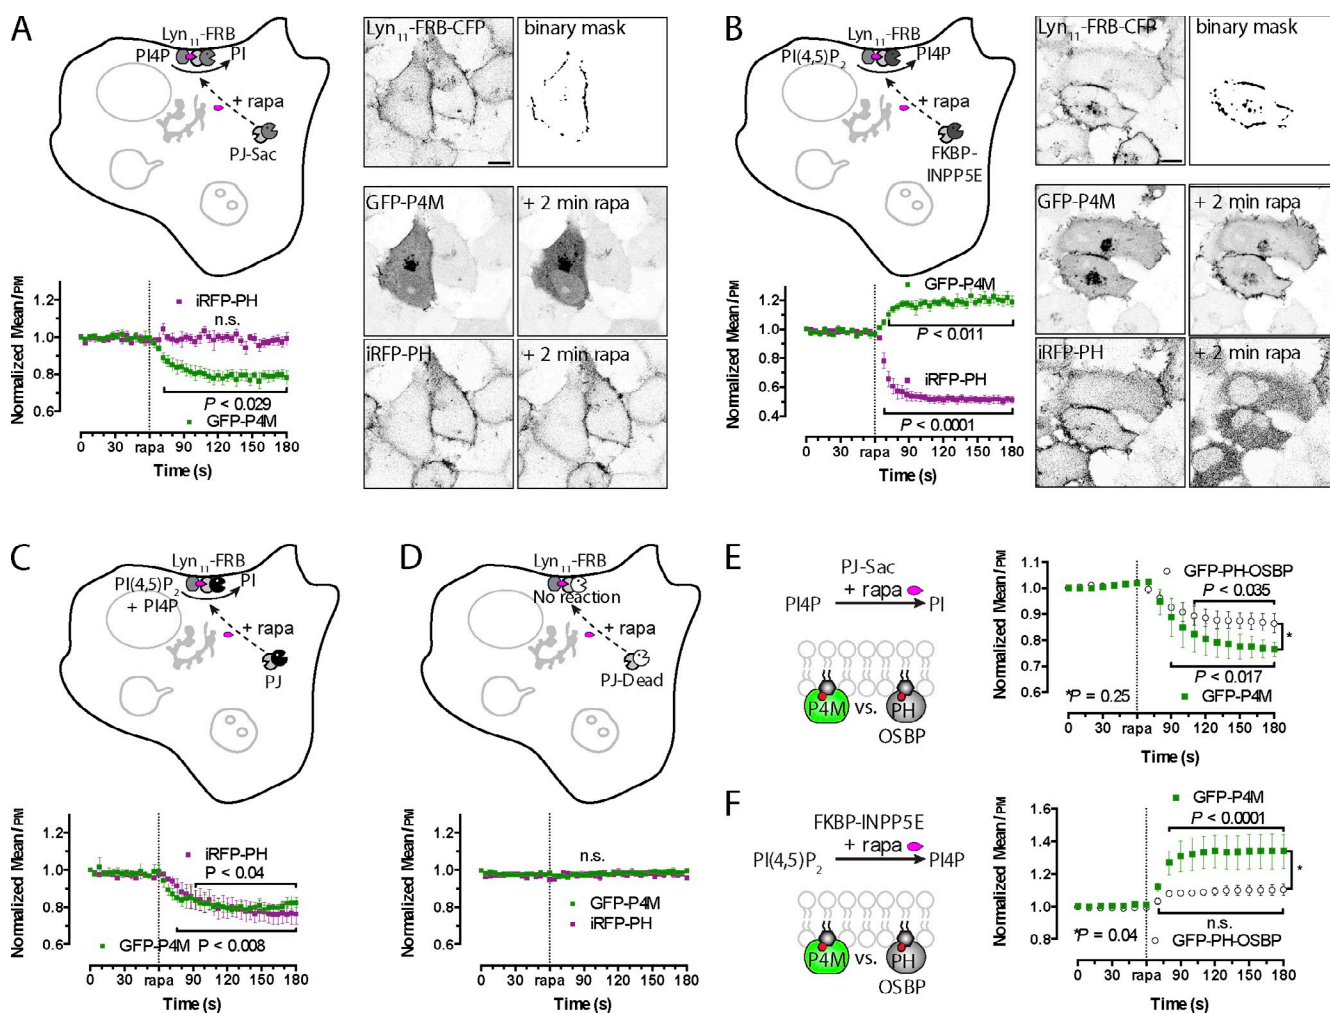 A
Lyn11-FRB
PI4P
PI
+ rapa
PJ-Sac
Lyn11-FRB-CFP
binary mask
GFP-P4M
+ 2 min rapa
iRFP-PH
+ 2 min rapa
Normalized Mean/PM
1.2
1.0
0.8
0.6
iRFP-PH
n.s.
P < 0.029
GFP-P4M
0 30 rapa 90 120 150 180
Time (s)
B
Lyn11-FRB
PI(4,5)P2
PI4P
+ rapa
FKBP-
INPP5E
Lyn11-FRB-CFP
binary mask
GFP-P4M
+ 2 min rapa
iRFP-PH
+ 2 min rapa
Normalized Mean/PM
1.2
1.0
0.8
0.6
0.4
GFP-P4M
P < 0.011
iRFP-PH
P < 0.0001
0 30 rapa 90 120 150 180
Time (s)
C
Lyn11-FRB
PI(4,5)P2
+ PI4P
PI
+ rapa
PJ
Normalized Mean/PM
1.2
1.0
0.8
0.6
iRFP-PH
P < 0.04
GFP-P4M P < 0.008
0 30 rapa 90 120 150 180
Time (s)
D
Lyn11-FRB
No reaction
+ rapa
PJ-Dead
Normalized Mean/PM
1.2
1.0
0.8
0.6
n.s.
GFP-P4M
iRFP-PH
0 30 rapa 90 120 150 180
Time (s)
E
PJ-Sac
+ rapa
PI4P
PI
P4M vs. PH
OSBP
Normalized Mean/PM
1.1
1.0
0.9
0.8
0.7
0.6
GFP-PH-OSBP
P < 0.035
*
P < 0.017
*P = 0.25
GFP-P4M
0 30 rapa 90 120 150 180
Time (s)
F
FKBP-INPP5E
+ rapa
PI(4,5)P2
PI4P
P4M vs. PH
OSBP
Normalized Mean/PM
1.6
1.4
1.2
1.0
0.8
GFP-P4M
P < 0.0001
*
n.s.
*P = 0.04
GFP-PH-OSBP
0 30 rapa 90 120 150 180
Time (s)